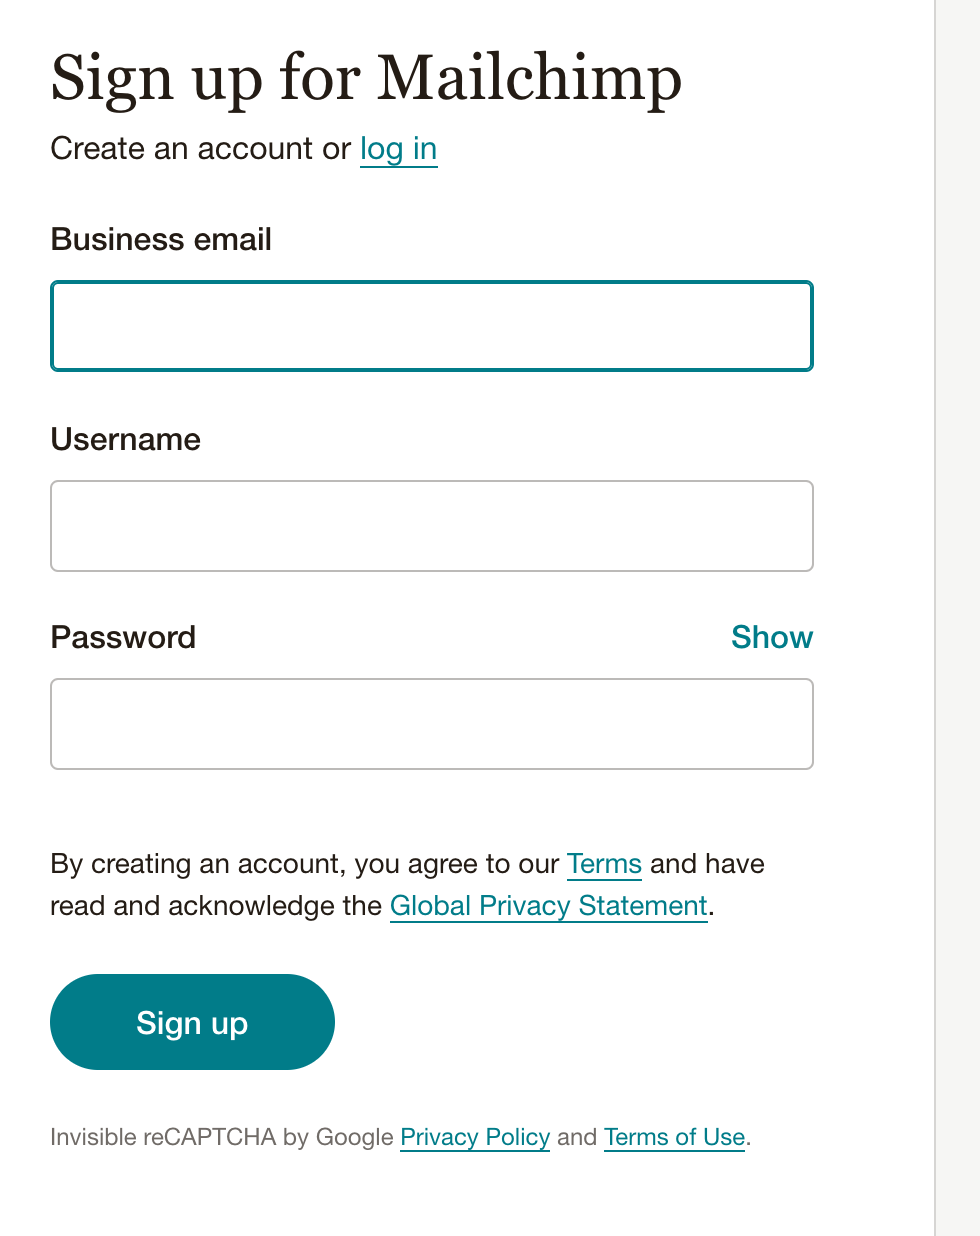 Sign up for Mailchimp
Create an account or log in
Business email
Username
Password Show
By creating an account, you agree to our Terms and have
read and acknowledge the Global Privacy Statement.
Sign up
Invisible reCAPTCHA by Google Privacy Policy and Terms of Use.